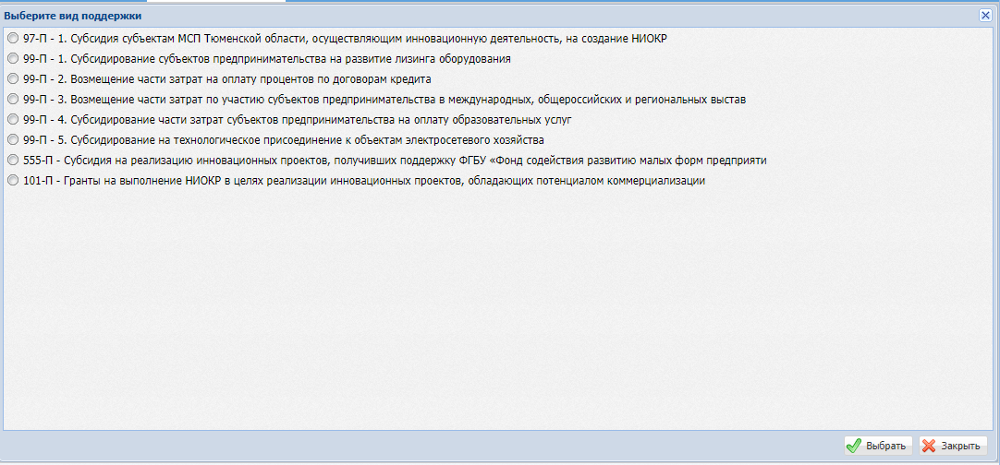 Выберите вид поддержки
97-П - 1. Субсидия субъектам МСП Тюменской области, осуществляющим инновационную деятельность, на создание НИОКР
99-П - 1. Субсидирование субъектов предпринимательства на развитие лизинга оборудования
99-П - 2. Возмещение части затрат на оплату процентов по договорам кредита
99-П - 3. Возмещение части затрат по участию субъектов предпринимательства в международных, общероссийских и региональных выстав
99-П - 4. Субсидирование части затрат субъектов предпринимательства на оплату образовательных услуг
99-П - 5. Субсидирование на технологическое присоединение к объектам электросетевого хозяйства
555-П - Субсидия на реализацию инновационных проектов, получивших поддержку ФГБУ «Фонд содействия развитию малых форм предприяти
101-П - Гранты на выполнение НИОКР в целях реализации инновационных проектов, обладающих потенциалом коммерциализации
Выбрать Закрыть